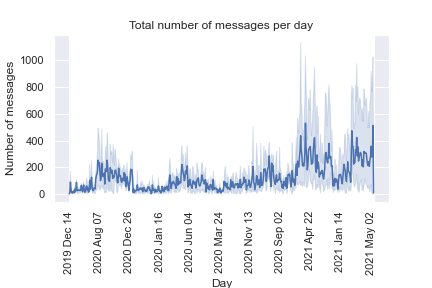 Total number of messages per day
Number of messages
1000
800
600
400
200
0
2019 Dec 14
2020 Aug 07
2020 Dec 26
2020 Jan 16
2020 Jun 04
2020 Mar 24
2020 Nov 13
2020 Sep 02
2021 Apr 22
2021 Jan 14
2021 May 02
Day